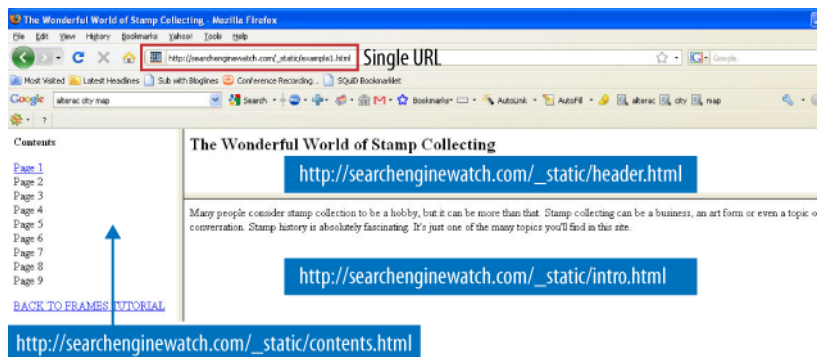 The Wonderful World of Stamp Collecting - Mozilla Firefox
File Edit View History Bookmarks Yahoo! Tools Help
http://searchenginewatch.com/_static/example1.html Single URL Google
Most Visited Latest Headlines Sub with Bloglines Conference Recording... SQuID Bookmarklet
Google alterac city map Search Bookmarks AutoLink AutoFill alterac city map
?
Contents
The Wonderful World of Stamp Collecting
http://searchenginewatch.com/_static/header.html
Page 1
Page 2
Page 3
Page 4
Page 5
Page 6
Page 7
Page 8
Page 9
BACK TO FRAMES TUTORIAL
Many people consider stamp collection to be a hobby, but it can be more than that. Stamp collecting can be a business, an art form or even a topic o
conversation. Stamp history is absolutely fascinating. It's just one of the many topics you'll find in this site.
http://searchenginewatch.com/_static/intro.html
http://searchenginewatch.com/_static/contents.html